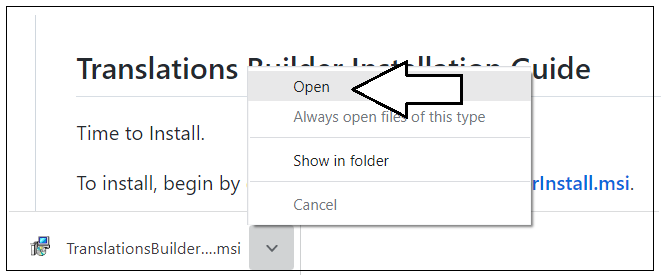 Translations Builder Installation Guide
Open
Always open files of this type
Time to Install.
Show in folder
To install, begin by rInstall.msi.
Cancel
TranslationsBuilder....msi